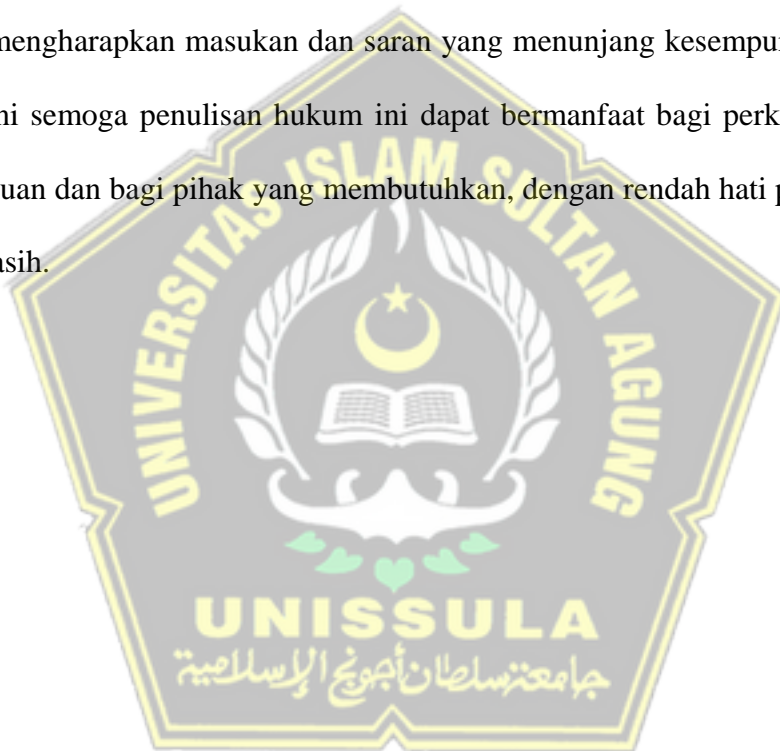 mengharapkan masukan dan saran yang menunjang kesempur
ni semoga penulisan hukum ini dapat bermanfaat bagi perk
uan dan bagi pihak yang membutuhkan, dengan rendah hati p
asih.
UNIVERSITAS ISLAM SULTAN AGUNG
UNISSULA
جامعة سلطان أجونج الإسلامية